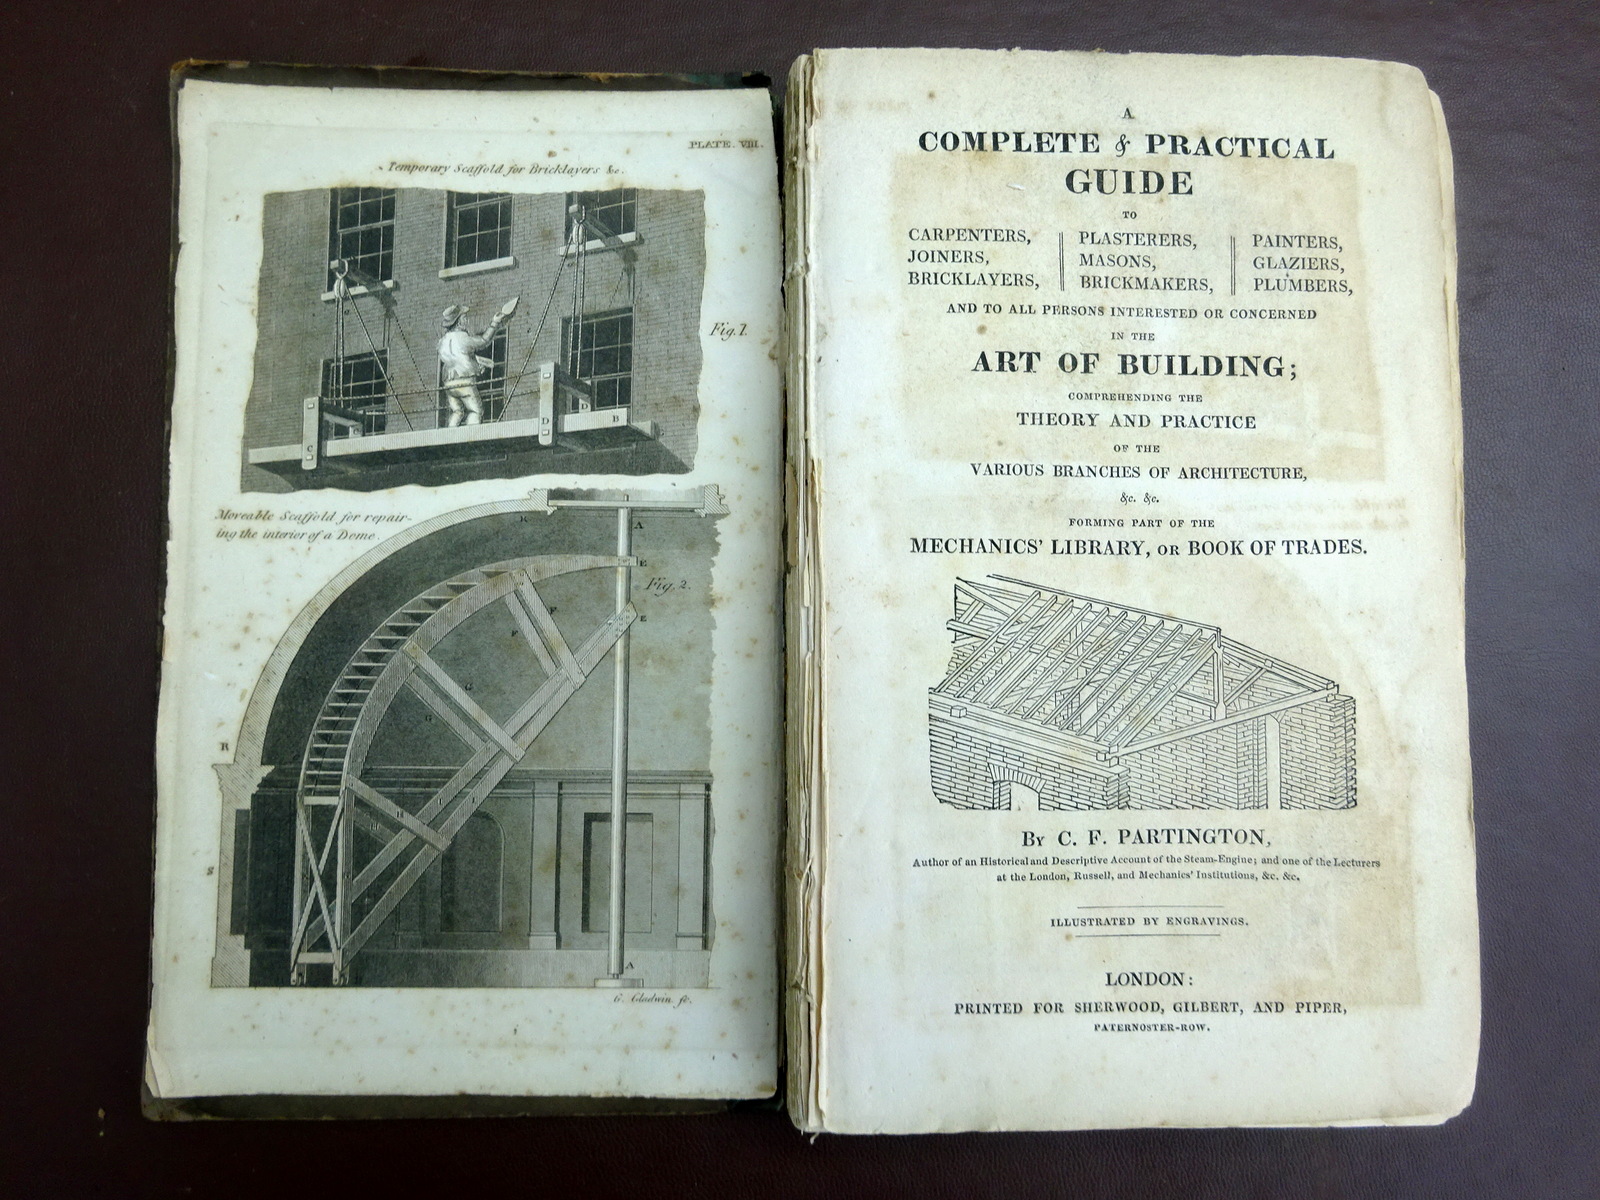 PLATE. VIII.
Temporary Scaffold for Bricklayers &c.
Fig. 1.
C
D
D
B
Moveable Scaffold for repair-
ing the interior of a Dome.
K
A
E
Fig. 2.
E
F
F
G
G
R
I
I
H
H
S
A
G. Gladwin sc.
A
COMPLETE & PRACTICAL
GUIDE
TO
CARPENTERS, PLASTERERS, PAINTERS,
JOINERS, MASONS, GLAZIERS,
BRICKLAYERS, BRICKMAKERS, PLUMBERS,
AND TO ALL PERSONS INTERESTED OR CONCERNED
IN THE
ART OF BUILDING;
COMPREHENDING THE
THEORY AND PRACTICE
OF THE
VARIOUS BRANCHES OF ARCHITECTURE,
&c. &c.
FORMING PART OF THE
MECHANICS' LIBRARY, OR BOOK OF TRADES.
BY C. F. PARTINGTON,
Author of an Historical and Descriptive Account of the Steam-Engine; and one of the Lecturers
at the London, Russell, and Mechanics' Institutions, &c. &c.
ILLUSTRATED BY ENGRAVINGS.
LONDON:
PRINTED FOR SHERWOOD, GILBERT, AND PIPER,
PATERNOSTER-ROW.